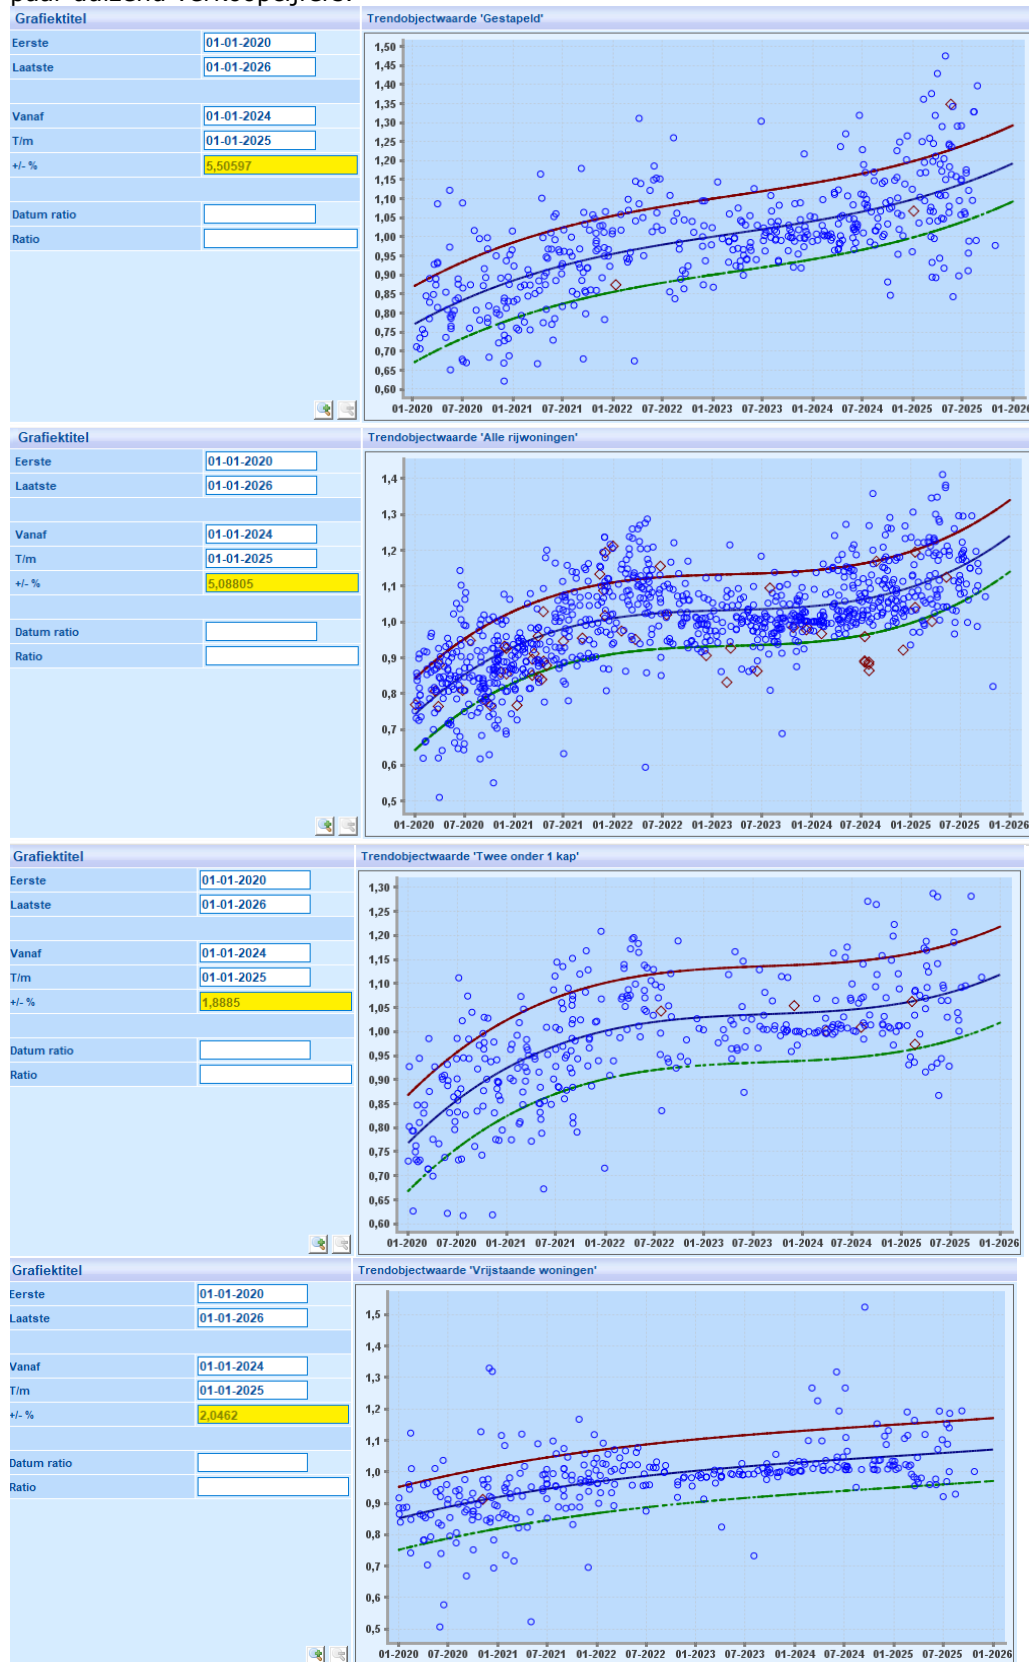 paar duizend verkoopcijfers.
Grafiektitel
Trendobjectwaarde 'Gestapeld'
Eerste 01-01-2020
Laatste 01-01-2026
Vanaf 01-01-2024
T/m 01-01-2025
+/- % 5,50597
Datum ratio
Ratio
1,50
1,45
1,40
1,35
1,30
1,25
1,20
1,15
1,10
1,05
1,00
0,95
0,90
0,85
0,80
0,75
0,70
0,65
0,60
01-2020 07-2020 01-2021 07-2021 01-2022 07-2022 01-2023 07-2023 01-2024 07-2024 01-2025 07-2025 01-2026
Grafiektitel
Trendobjectwaarde 'Alle rijwoningen'
Eerste 01-01-2020
Laatste 01-01-2026
Vanaf 01-01-2024
T/m 01-01-2025
+/- % 5,08805
Datum ratio
Ratio
1,4
1,3
1,2
1,1
1,0
0,9
0,8
0,7
0,6
0,5
01-2020 07-2020 01-2021 07-2021 01-2022 07-2022 01-2023 07-2023 01-2024 07-2024 01-2025 07-2025 01-2026
Grafiektitel
Trendobjectwaarde 'Twee onder 1 kap'
Eerste 01-01-2020
Laatste 01-01-2026
Vanaf 01-01-2024
T/m 01-01-2025
+/- % 1,8885
Datum ratio
Ratio
1,30
1,25
1,20
1,15
1,10
1,05
1,00
0,95
0,90
0,85
0,80
0,75
0,70
0,65
0,60
01-2020 07-2020 01-2021 07-2021 01-2022 07-2022 01-2023 07-2023 01-2024 07-2024 01-2025 07-2025 01-2026
Grafiektitel
Trendobjectwaarde 'Vrijstaande woningen'
Eerste 01-01-2020
Laatste 01-01-2026
Vanaf 01-01-2024
T/m 01-01-2025
+/- % 2,0462
Datum ratio
Ratio
1,5
1,4
1,3
1,2
1,1
1,0
0,9
0,8
0,7
0,6
0,5
01-2020 07-2020 01-2021 07-2021 01-2022 07-2022 01-2023 07-2023 01-2024 07-2024 01-2025 07-2025 01-2026